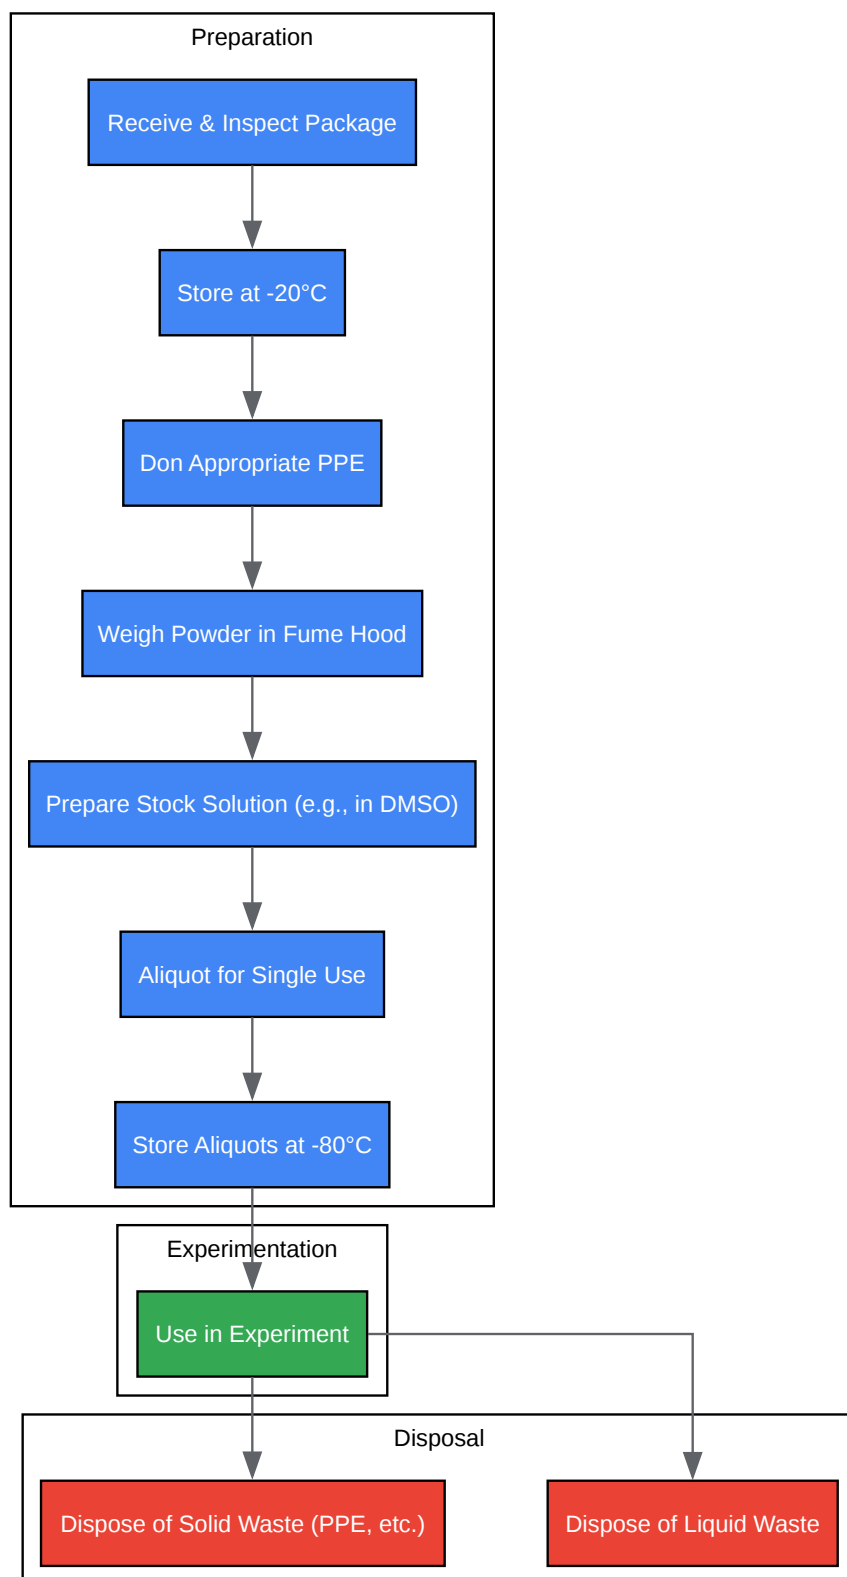 Preparation
Receive & Inspect Package
Store at -20°C
Don Appropriate PPE
Weigh Powder in Fume Hood
Prepare Stock Solution (e.g., in DMSO)
Aliquot for Single Use
Store Aliquots at -80°C
Experimentation
Use in Experiment
Disposal
Dispose of Solid Waste (PPE, etc.)
Dispose of Liquid Waste